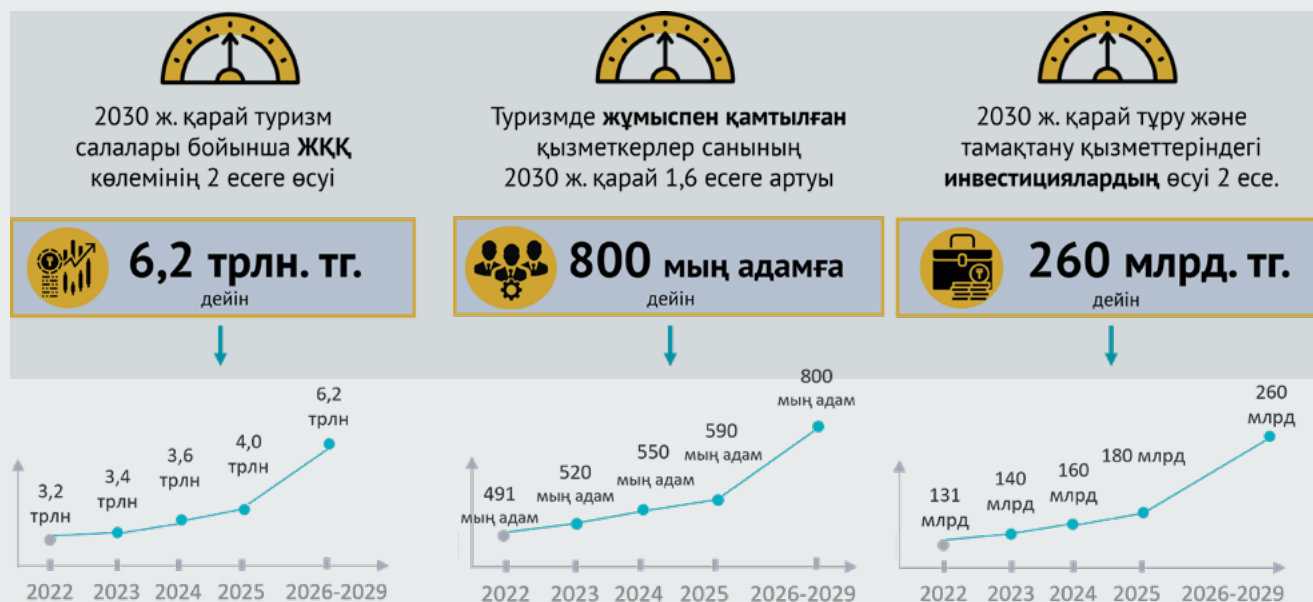 2030 ж. қарай туризм
салалары бойынша ЖҚҚ
көлемінің 2 есеге өсуі
6,2 трлн. тг.
дейін
6,2
трлн
4,0
трлн
3,6
трлн
3,4
трлн
3,2
трлн
2022 2023 2024 2025 2026-2029
Туризмде жұмыспен қамтылған
қызметкерлер санының
2030 ж. қарай 1,6 есеге артуы
800 мың адамға
дейін
800
мың адам
590
мың адам
550
мың адам
520
мың адам
491
мың адам
2022 2023 2024 2025 2026-2029
2030 ж. қарай тұру және
тамақтану қызметтеріндегі
инвестициялардың өсуі 2 есе.
260 млрд. тг.
дейін
260
млрд
180 млрд
160
млрд
140
млрд
131
млрд
2022 2023 2024 2025 2026-2029